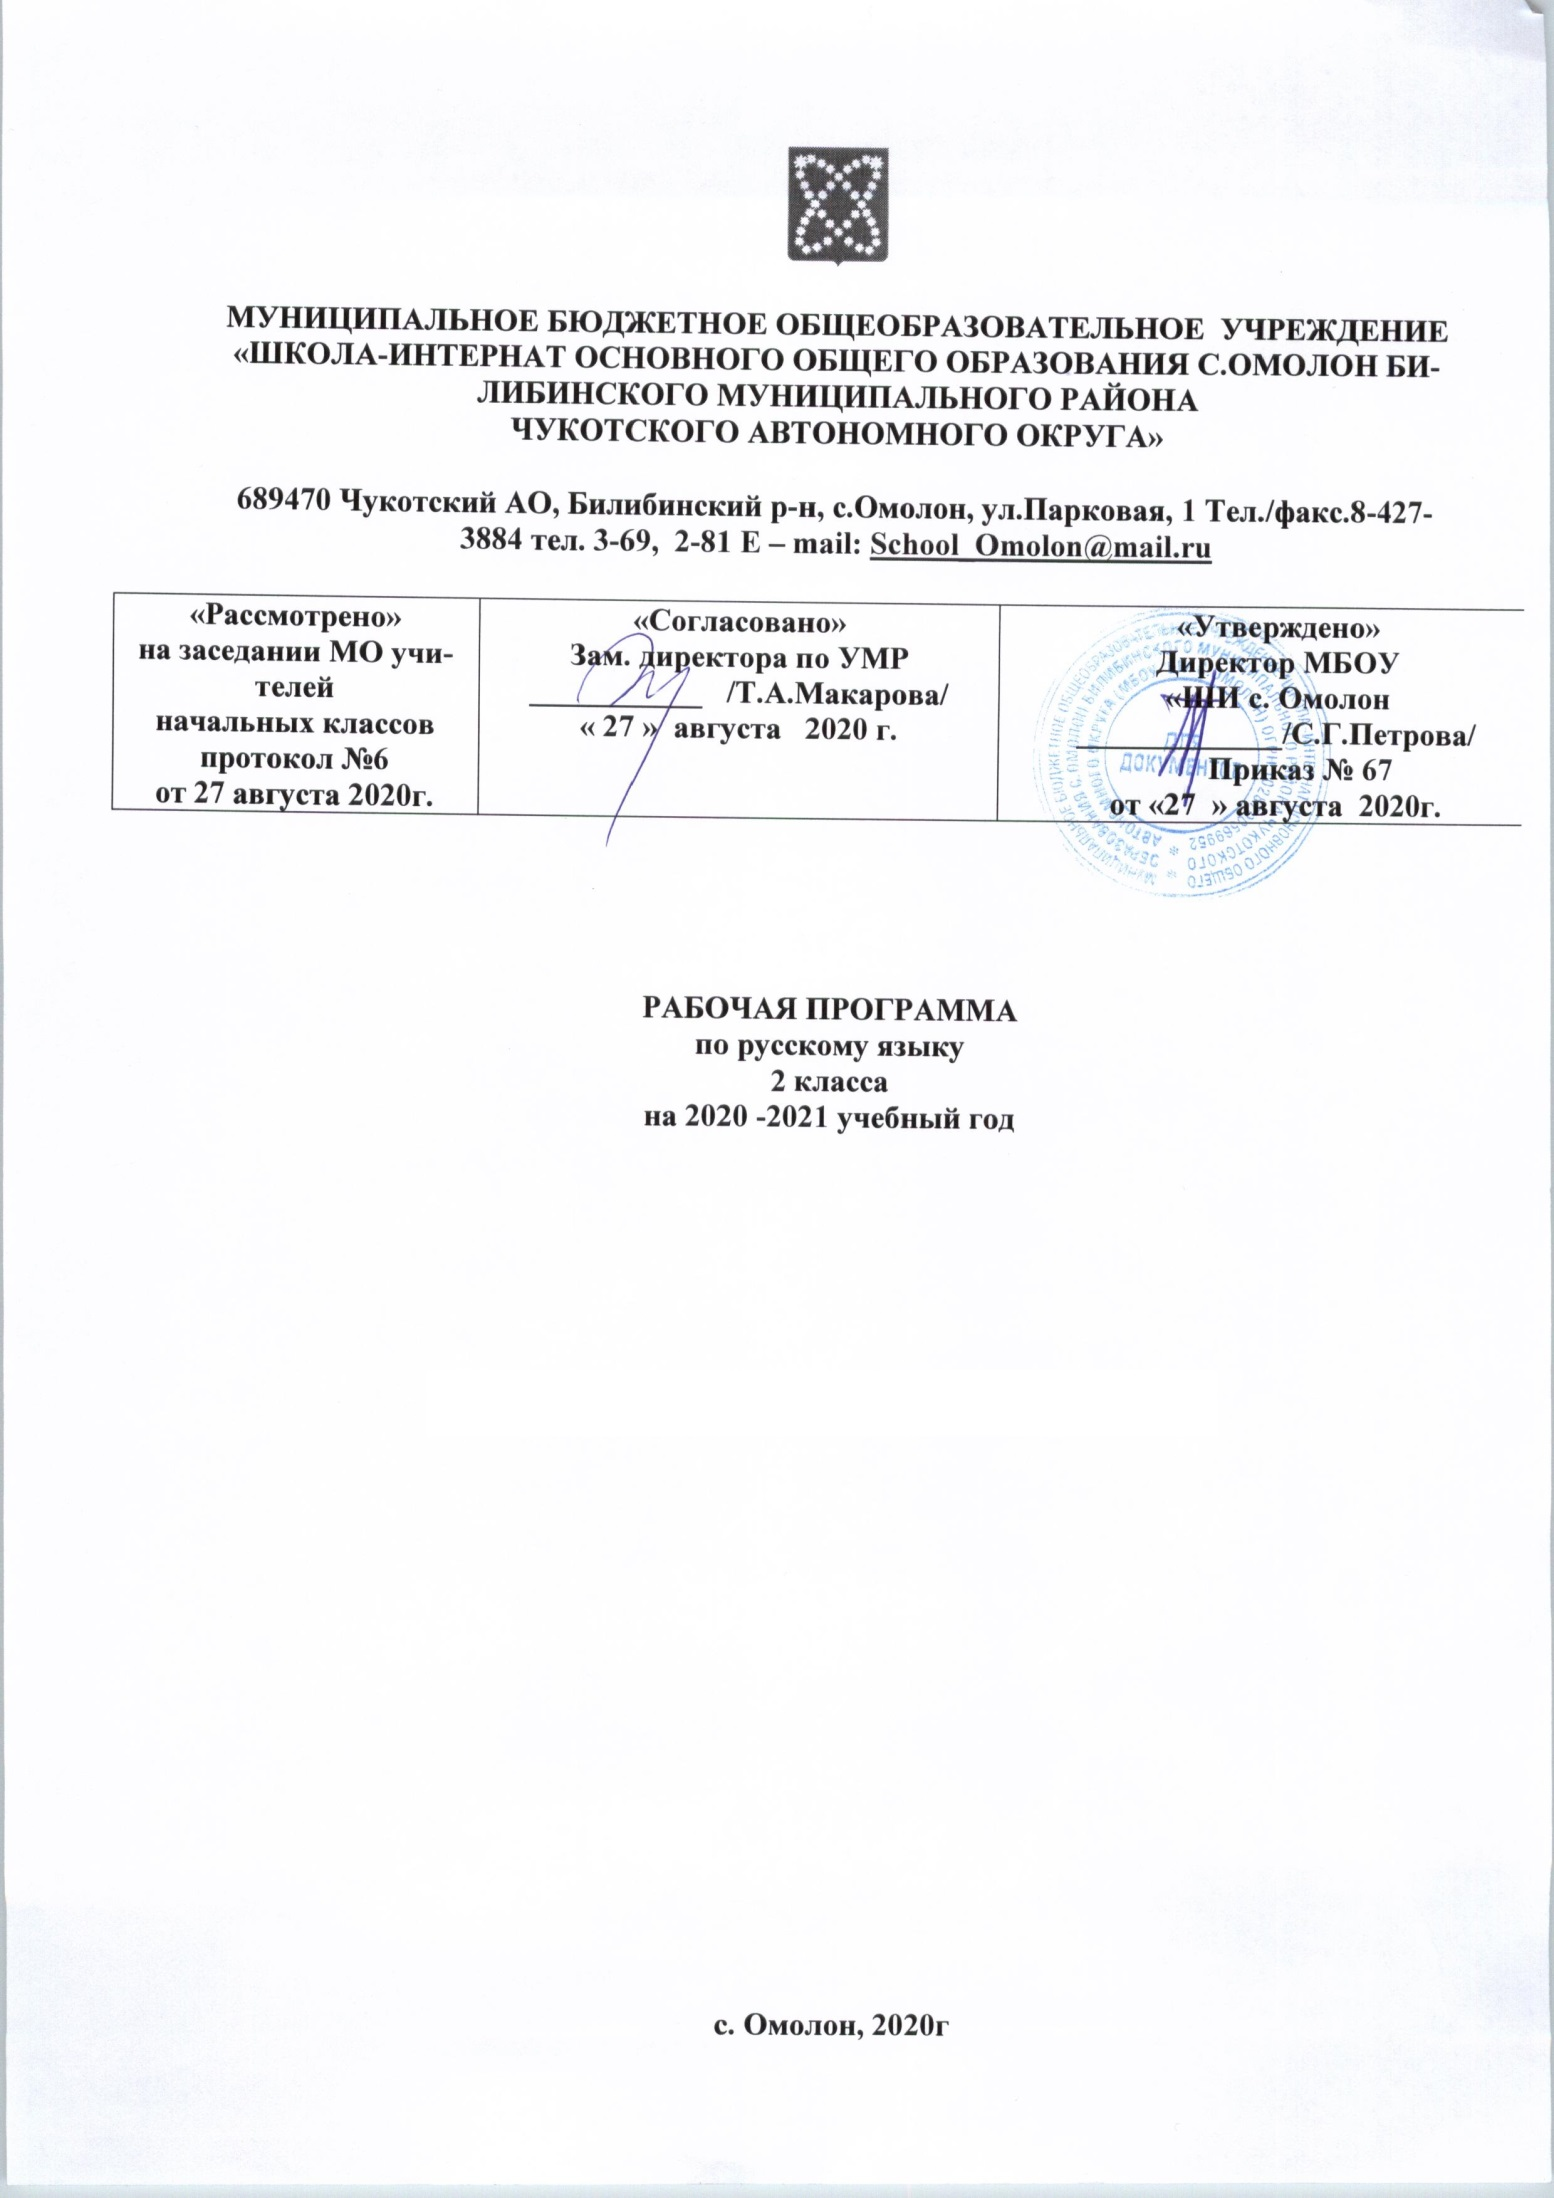 МУНИЦИПАЛЬНОЕ БЮДЖЕТНОЕ ОБЩЕОБРАЗОВАТЕЛЬНОЕ  УЧРЕЖДЕНИЕ
«ШКОЛА-ИНТЕРНАТ ОСНОВНОГО ОБЩЕГО ОБРАЗОВАНИЯ С.ОМОЛОН БИ-
ЛИБИНСКОГО МУНИЦИПАЛЬНОГО РАЙОНА
ЧУКОТСКОГО АВТОНОМНОГО ОКРУГА»
689470 Чукотский АО, Билибинский р-н, с.Омолон, ул.Парковая, 1 Тел./факс.8-427-
3884 тел. 3-69,  2-81 E – mail: School_Omolon@mail.ru
«Рассмотрено»
на заседании МО учи-
телей
начальных классов
протокол №6
от 27 августа 2020г.
«Согласовано»
Зам. директора по УМР
___________ /Т.А.Макарова/
« 27 »  августа   2020 г.
«Утверждено»
Директор МБОУ
«ШИ с. Омолон
_____________/С.Г.Петрова/
Приказ № 67
от «27  » августа  2020г.
ДЛЯ
ДОКУМЕНТОВ
РАБОЧАЯ ПРОГРАММА
по русскому языку
2 класса
на 2020 -2021 учебный год
с. Омолон, 2020г